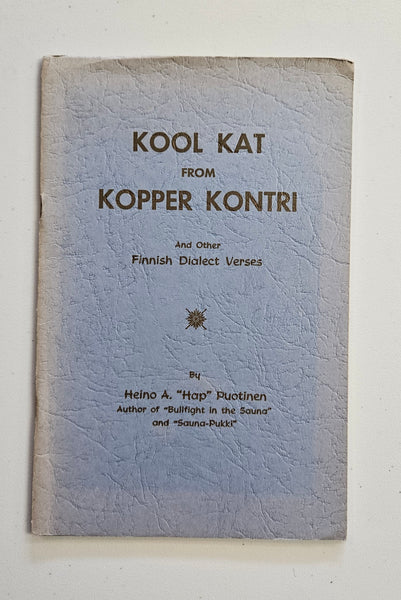 KOOL KAT
FROM
KOPPER KONTRI
And Other
Finnish Dialect Verses
By
Heino A. "Hap" Puotinen
Author of "Bullfight in the Sauna"
and "Sauna-Pukki"